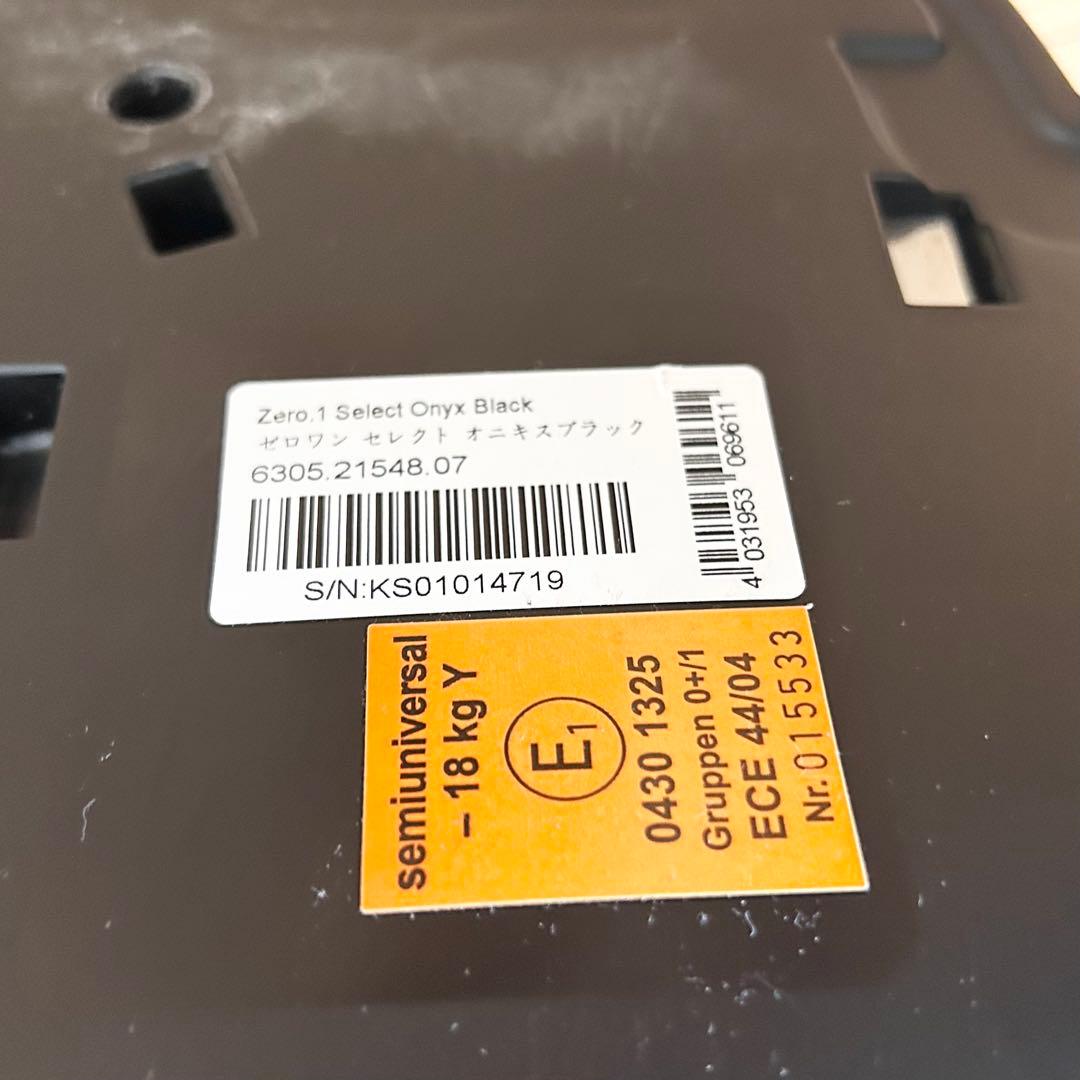 Zero.1 Select Onyx Black
ゼロワン セレクト オニキスブラック
6305.21548.07
S/N:KS01014719
4 031953 069611
semiuniversal
– 18 kg Y
E1
0430 1325
Gruppen 0+/1
ECE 44/04
Nr.015533